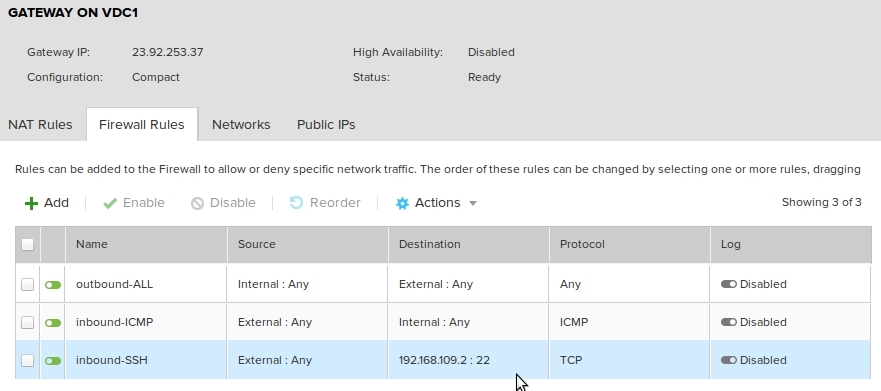 GATEWAY ON VDC1
Gateway IP: 23.92.253.37 High Availability: Disabled
Configuration: Compact Status: Ready
NAT Rules Firewall Rules Networks Public IPs
Rules can be added to the Firewall to allow or deny specific network traffic. The order of these rules can be changed by selecting one or more rules, dragging
Add Enable Disable Reorder Actions Showing 3 of 3
Name Source Destination Protocol Log
outbound-ALL Internal : Any External : Any Any Disabled
inbound-ICMP External : Any Internal : Any ICMP Disabled
inbound-SSH External : Any 192.168.109.2 : 22 TCP Disabled